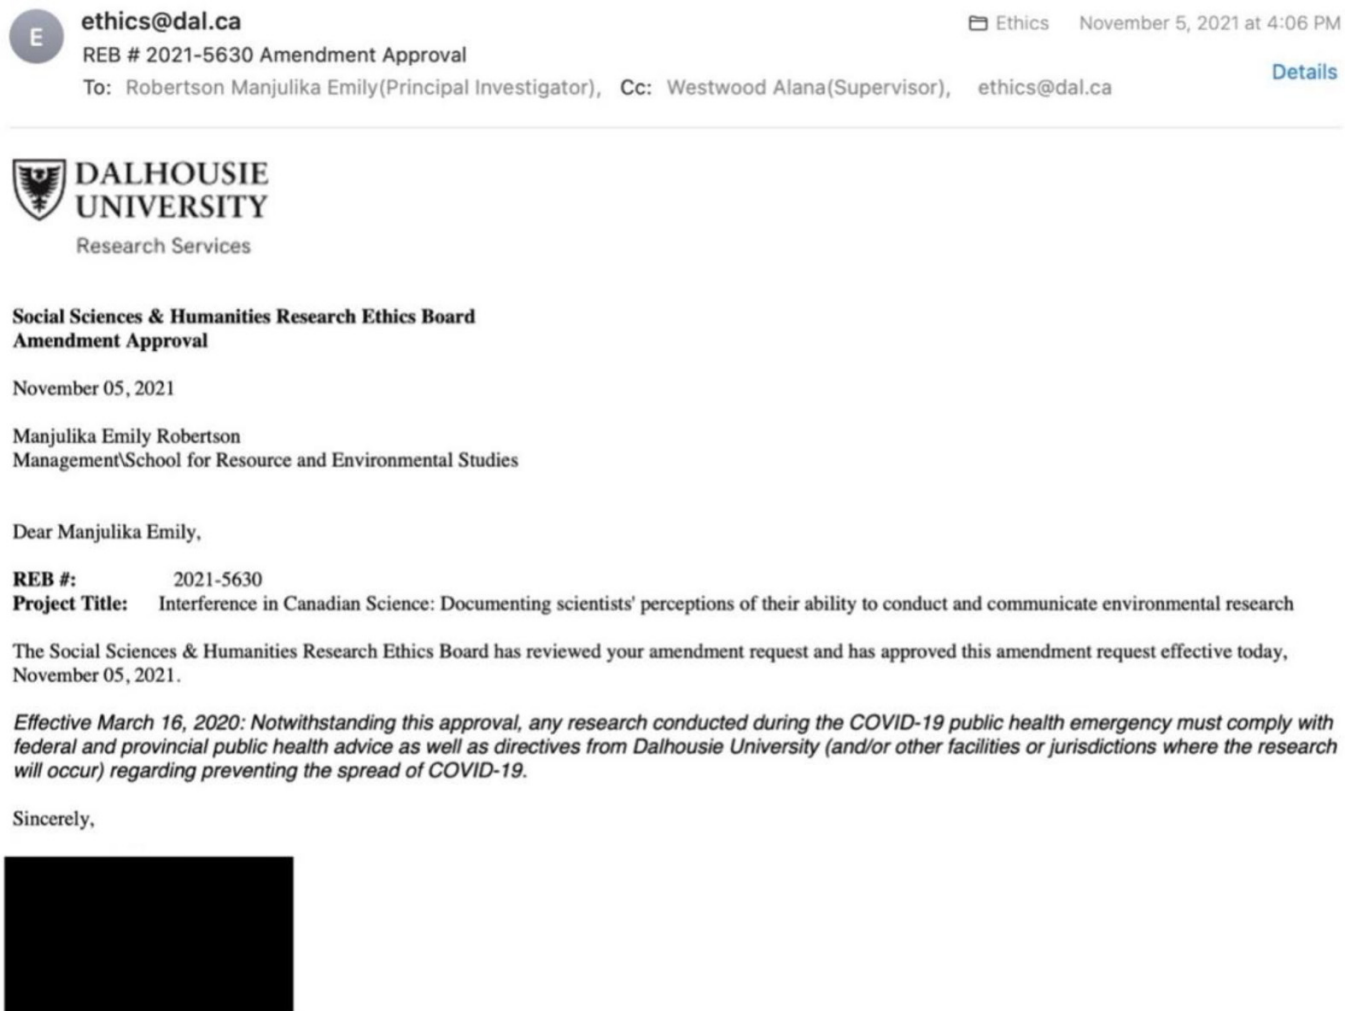 E
ethics@dal.ca
Ethics November 5, 2021 at 4:06 PM
REB # 2021-5630 Amendment Approval
Details
To: Robertson Manjulika Emily(Principal Investigator), Cc: Westwood Alana(Supervisor), ethics@dal.ca
DALHOUSIE
UNIVERSITY
Research Services
Social Sciences & Humanities Research Ethics Board
Amendment Approval
November 05, 2021
Manjulika Emily Robertson
Management\School for Resource and Environmental Studies
Dear Manjulika Emily,
REB #: 2021-5630
Project Title: Interference in Canadian Science: Documenting scientists' perceptions of their ability to conduct and communicate environmental research
The Social Sciences & Humanities Research Ethics Board has reviewed your amendment request and has approved this amendment request effective today,
November 05, 2021.
Effective March 16, 2020: Notwithstanding this approval, any research conducted during the COVID-19 public health emergency must comply with
federal and provincial public health advice as well as directives from Dalhousie University (and/or other facilities or jurisdictions where the research
will occur) regarding preventing the spread of COVID-19.
Sincerely,